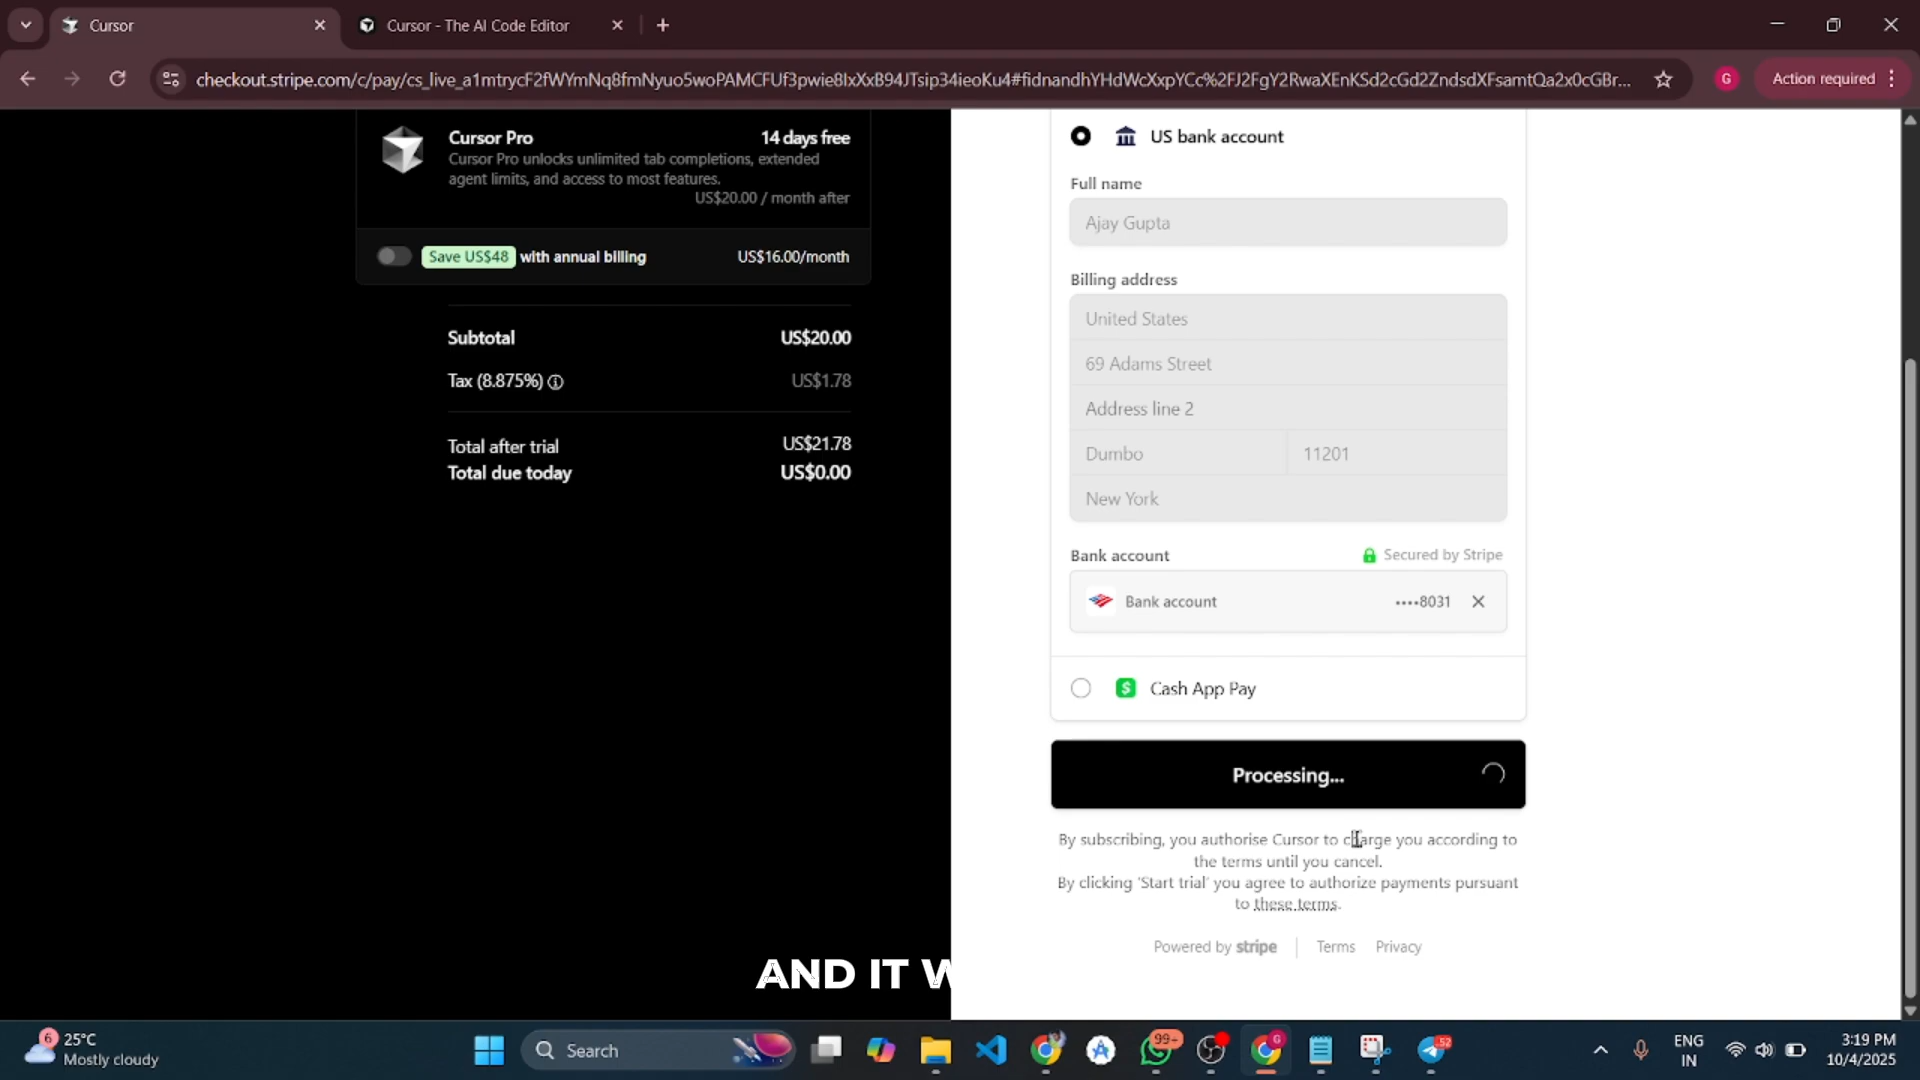 Cursor
Cursor - The AI Code Editor
checkout.stripe.com/c/pay/cs_live_a1mtrycF2fWYmNq8fmNyuo5woPAMCFUf3pwie8IxXxB94JTsip34ieoKu4#fidnandhYHdWcXxpYCc%2FJ2FgY2RwaXEnKSd2cGd2ZndsdXFsamtQa2x0cGBr...
G
Action required
Cursor Pro
14 days free
Cursor Pro unlocks unlimited tab completions, extended
agent limits, and access to most features.
US$20.00 / month after
Save US$48 with annual billing
US$16.00/month
Subtotal
US$20.00
Tax (8.875%)
US$1.78
Total after trial
US$21.78
Total due today
US$0.00
US bank account
Full name
Ajay Gupta
Billing address
United States
69 Adams Street
Address line 2
Dumbo
11201
New York
Bank account
Secured by Stripe
Bank account
••••8031
Cash App Pay
Processing...
By subscribing, you authorise Cursor to charge you according to
the terms until you cancel.
By clicking 'Start trial' you agree to authorize payments pursuant
to these terms.
Powered by stripe
Terms
Privacy
AND IT W
6
25°C
Mostly cloudy
Search
99+
G
52
ENG
IN
3:19 PM
10/4/2025